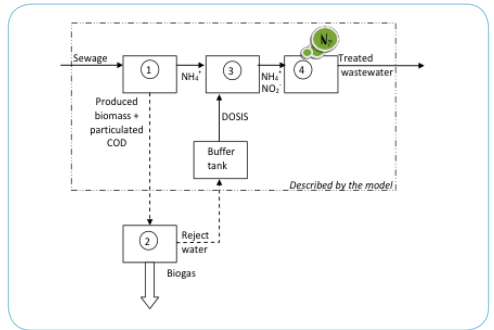 N₂
Sewage
1
NH₄⁺
3
NH₄⁺
NO₂⁻
4
Treated
wastewater
Produced
biomass +
particulated
COD
DOSIS
Buffer
tank
Described by the model
2
Reject
water
Biogas